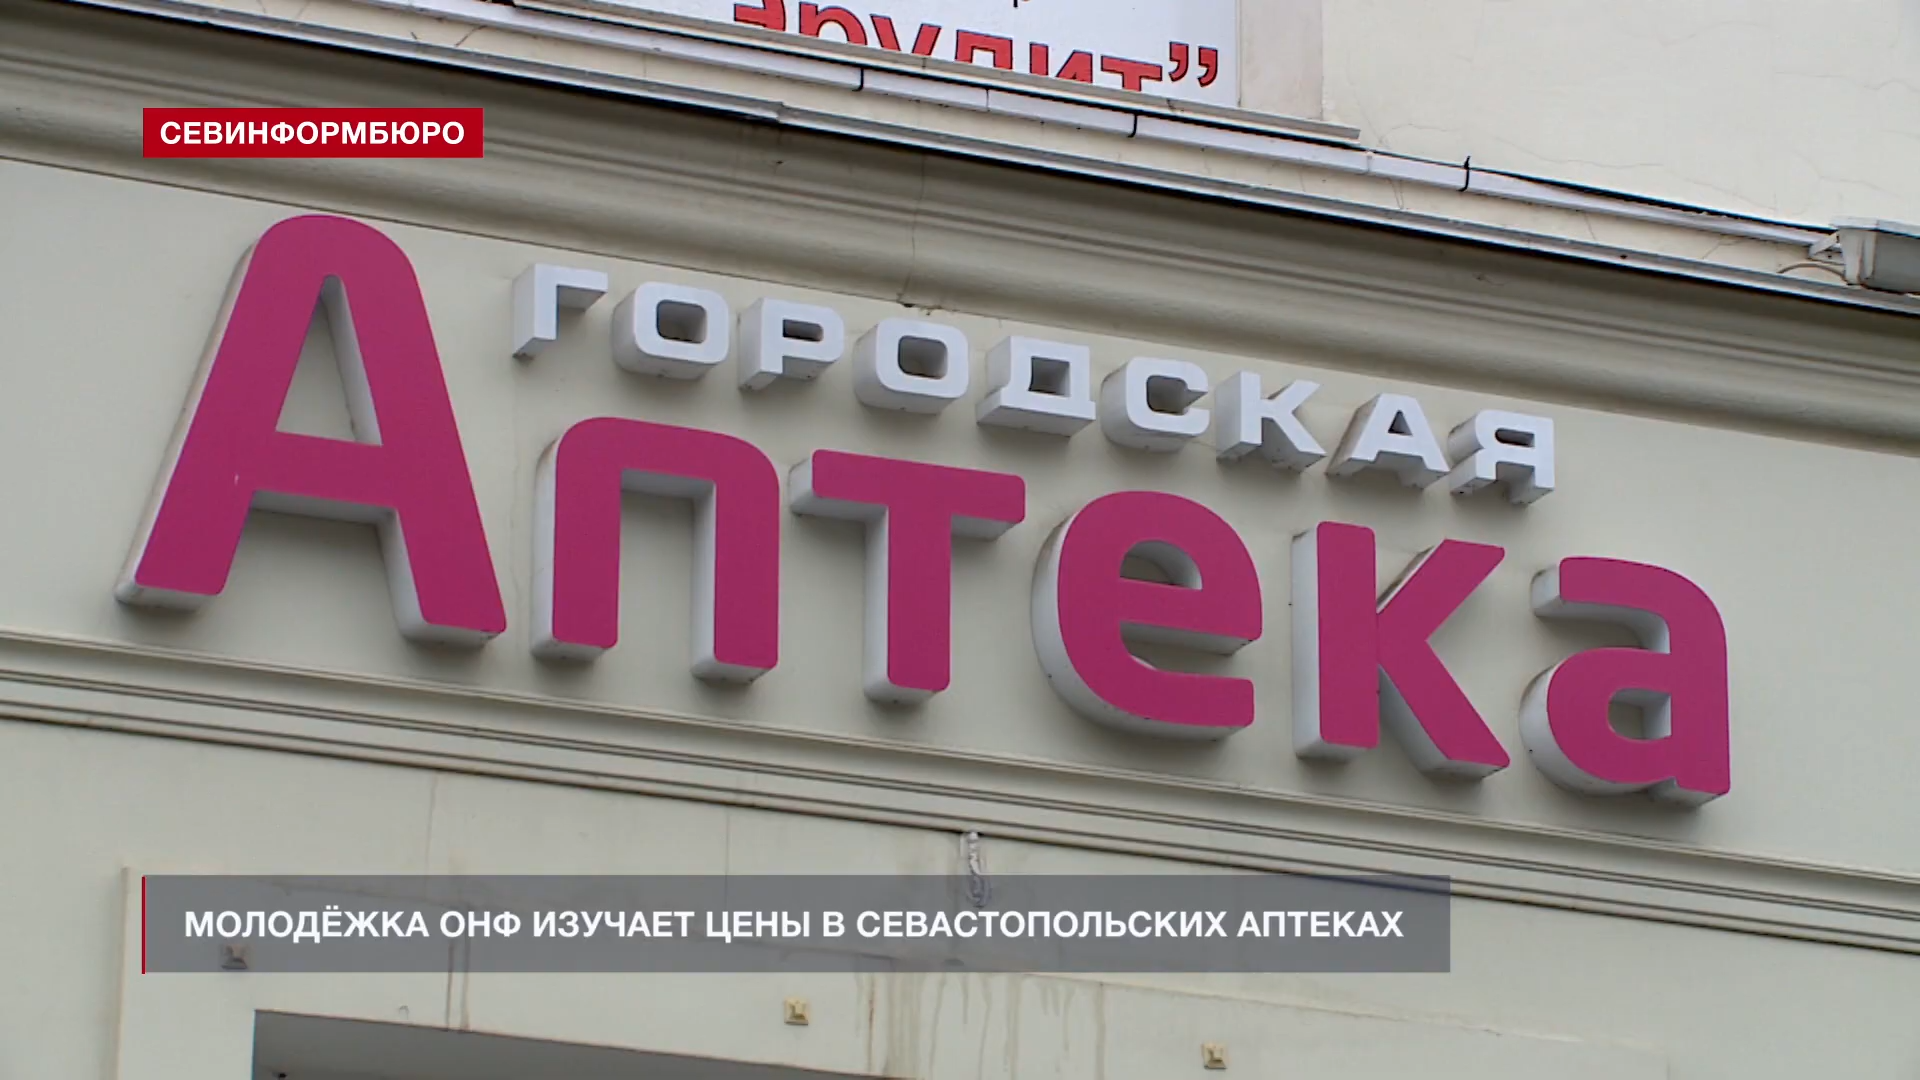 СЕВИНФОРМБЮРО
ГОРОДСКАЯ
Аптека
МОЛОДЁЖКА ОНФ ИЗУЧАЕТ ЦЕНЫ В СЕВАСТОПОЛЬСКИХ АПТЕКАХ